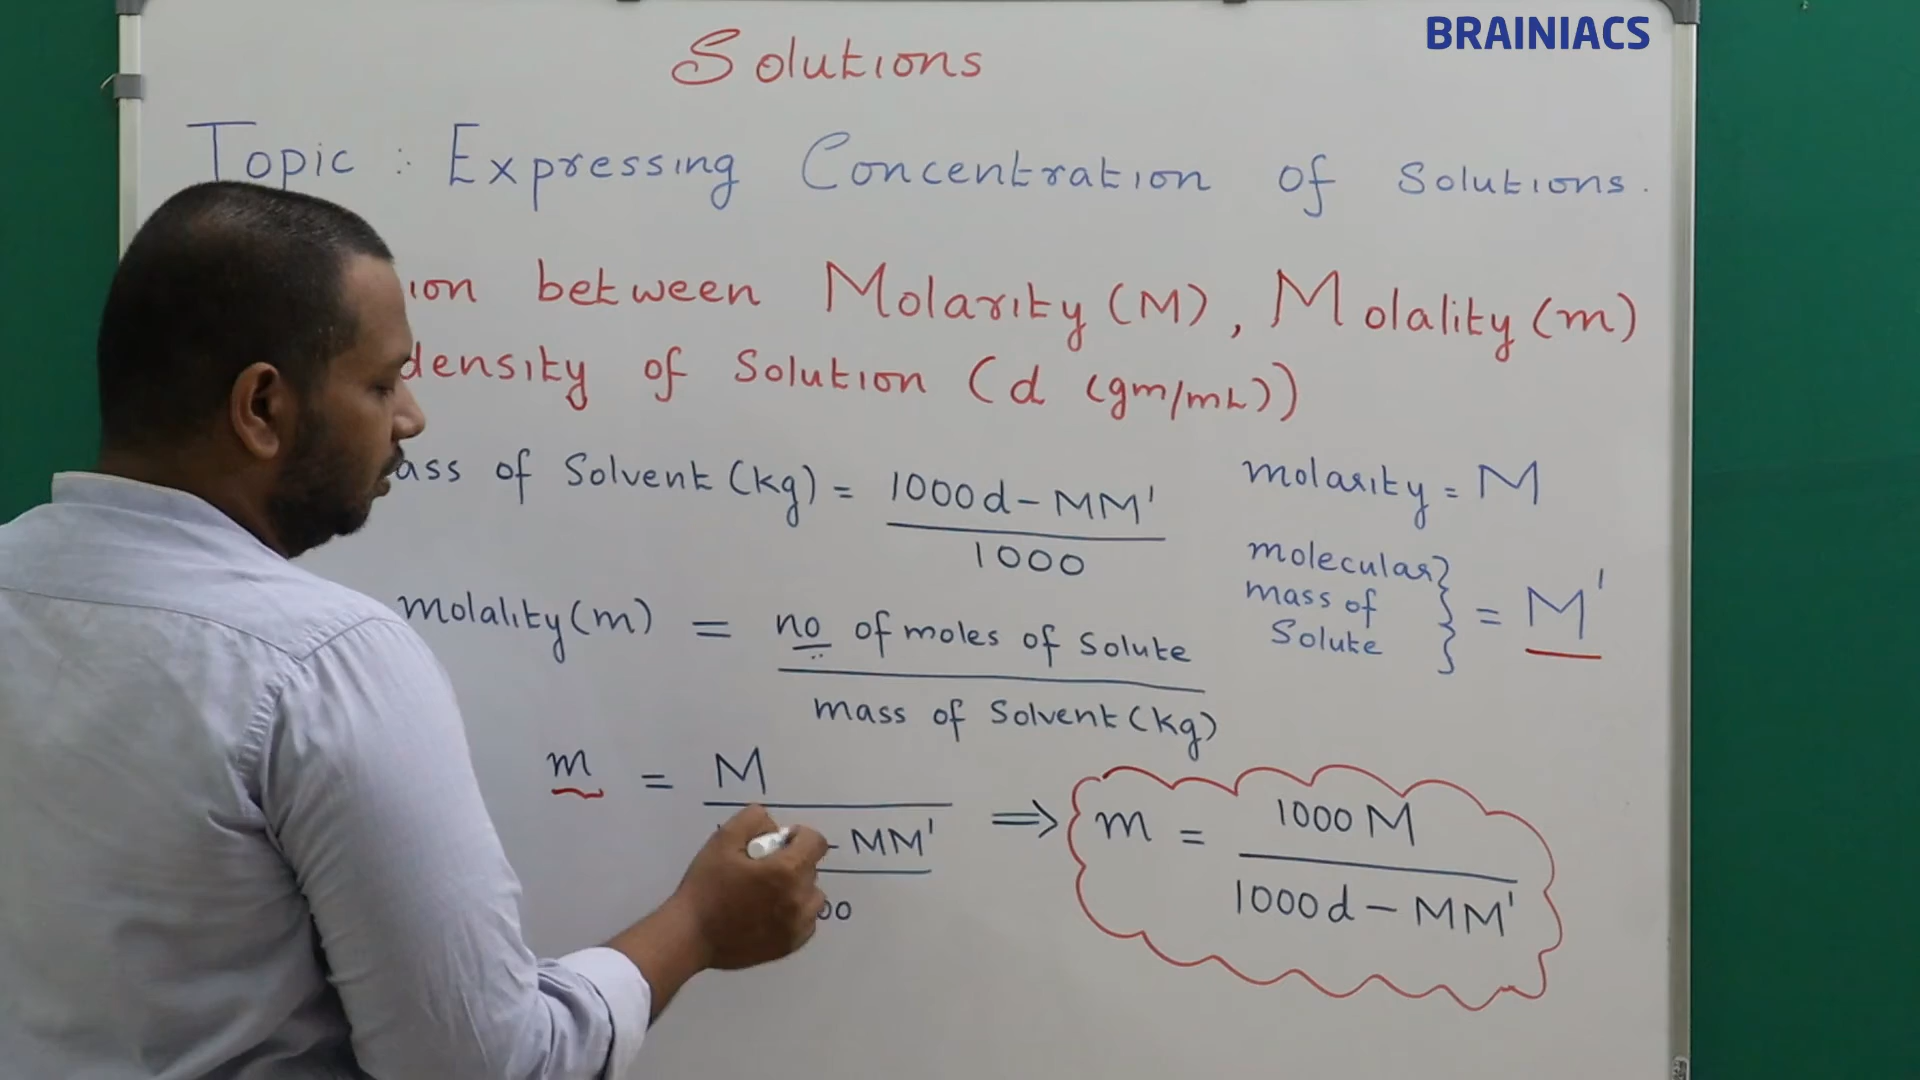 BRAINIACS
Solutions
Topic : Expressing Concentration of Solutions.
between Molarity (M), Molality (m)
density of Solution (d (gm/mL))
of Solvent (kg) = 1000d - MM'
1000
molarity = M
molecular
mass of
Solute } = M'
molality (m) = no of moles of Solute
mass of Solvent (kg)
m = M
- MM'
⇒ m = 1000 M
1000d - MM'